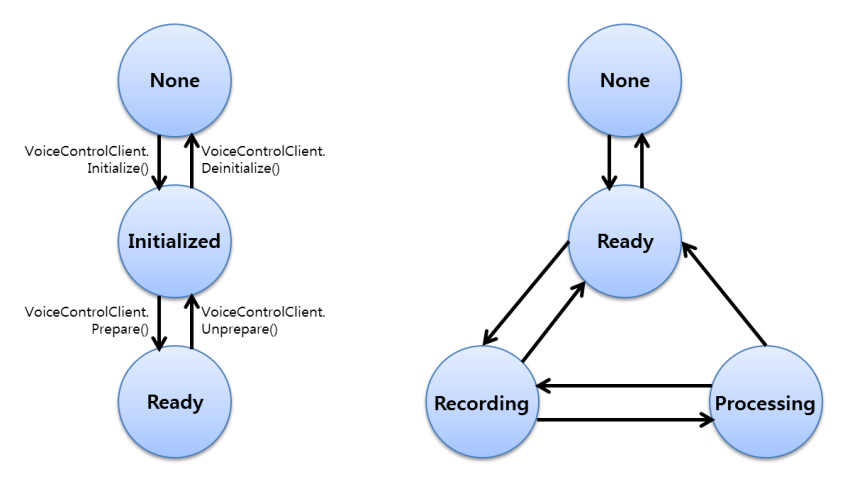 None
VoiceControlClient.
Initialize()
VoiceControlClient.
Deinitialize()
Initialized
VoiceControlClient.
Prepare()
VoiceControlClient.
Unprepare()
Ready
None
Ready
Recording
Processing